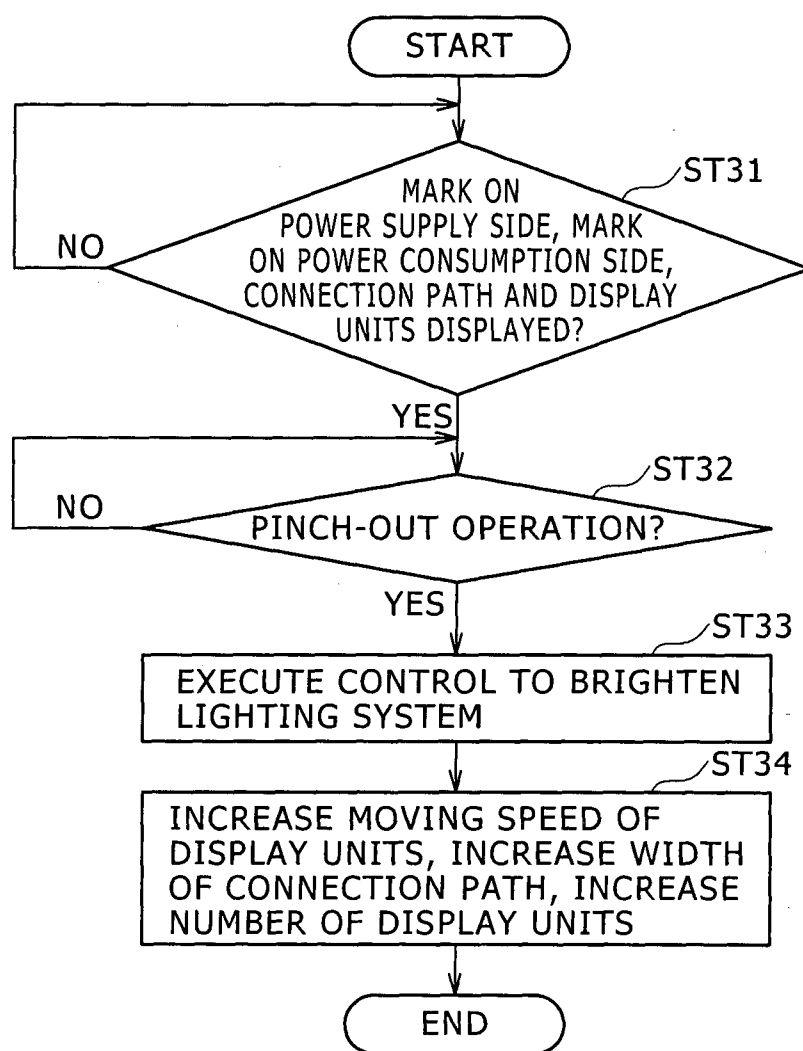 START
ST31
MARK ON
POWER SUPPLY SIDE, MARK
ON POWER CONSUMPTION SIDE,
CONNECTION PATH AND DISPLAY
UNITS DISPLAYED?
NO
YES
ST32
PINCH-OUT OPERATION?
NO
YES
ST33
EXECUTE CONTROL TO BRIGHTEN
LIGHTING SYSTEM
ST34
INCREASE MOVING SPEED OF
DISPLAY UNITS, INCREASE WIDTH
OF CONNECTION PATH, INCREASE
NUMBER OF DISPLAY UNITS
END